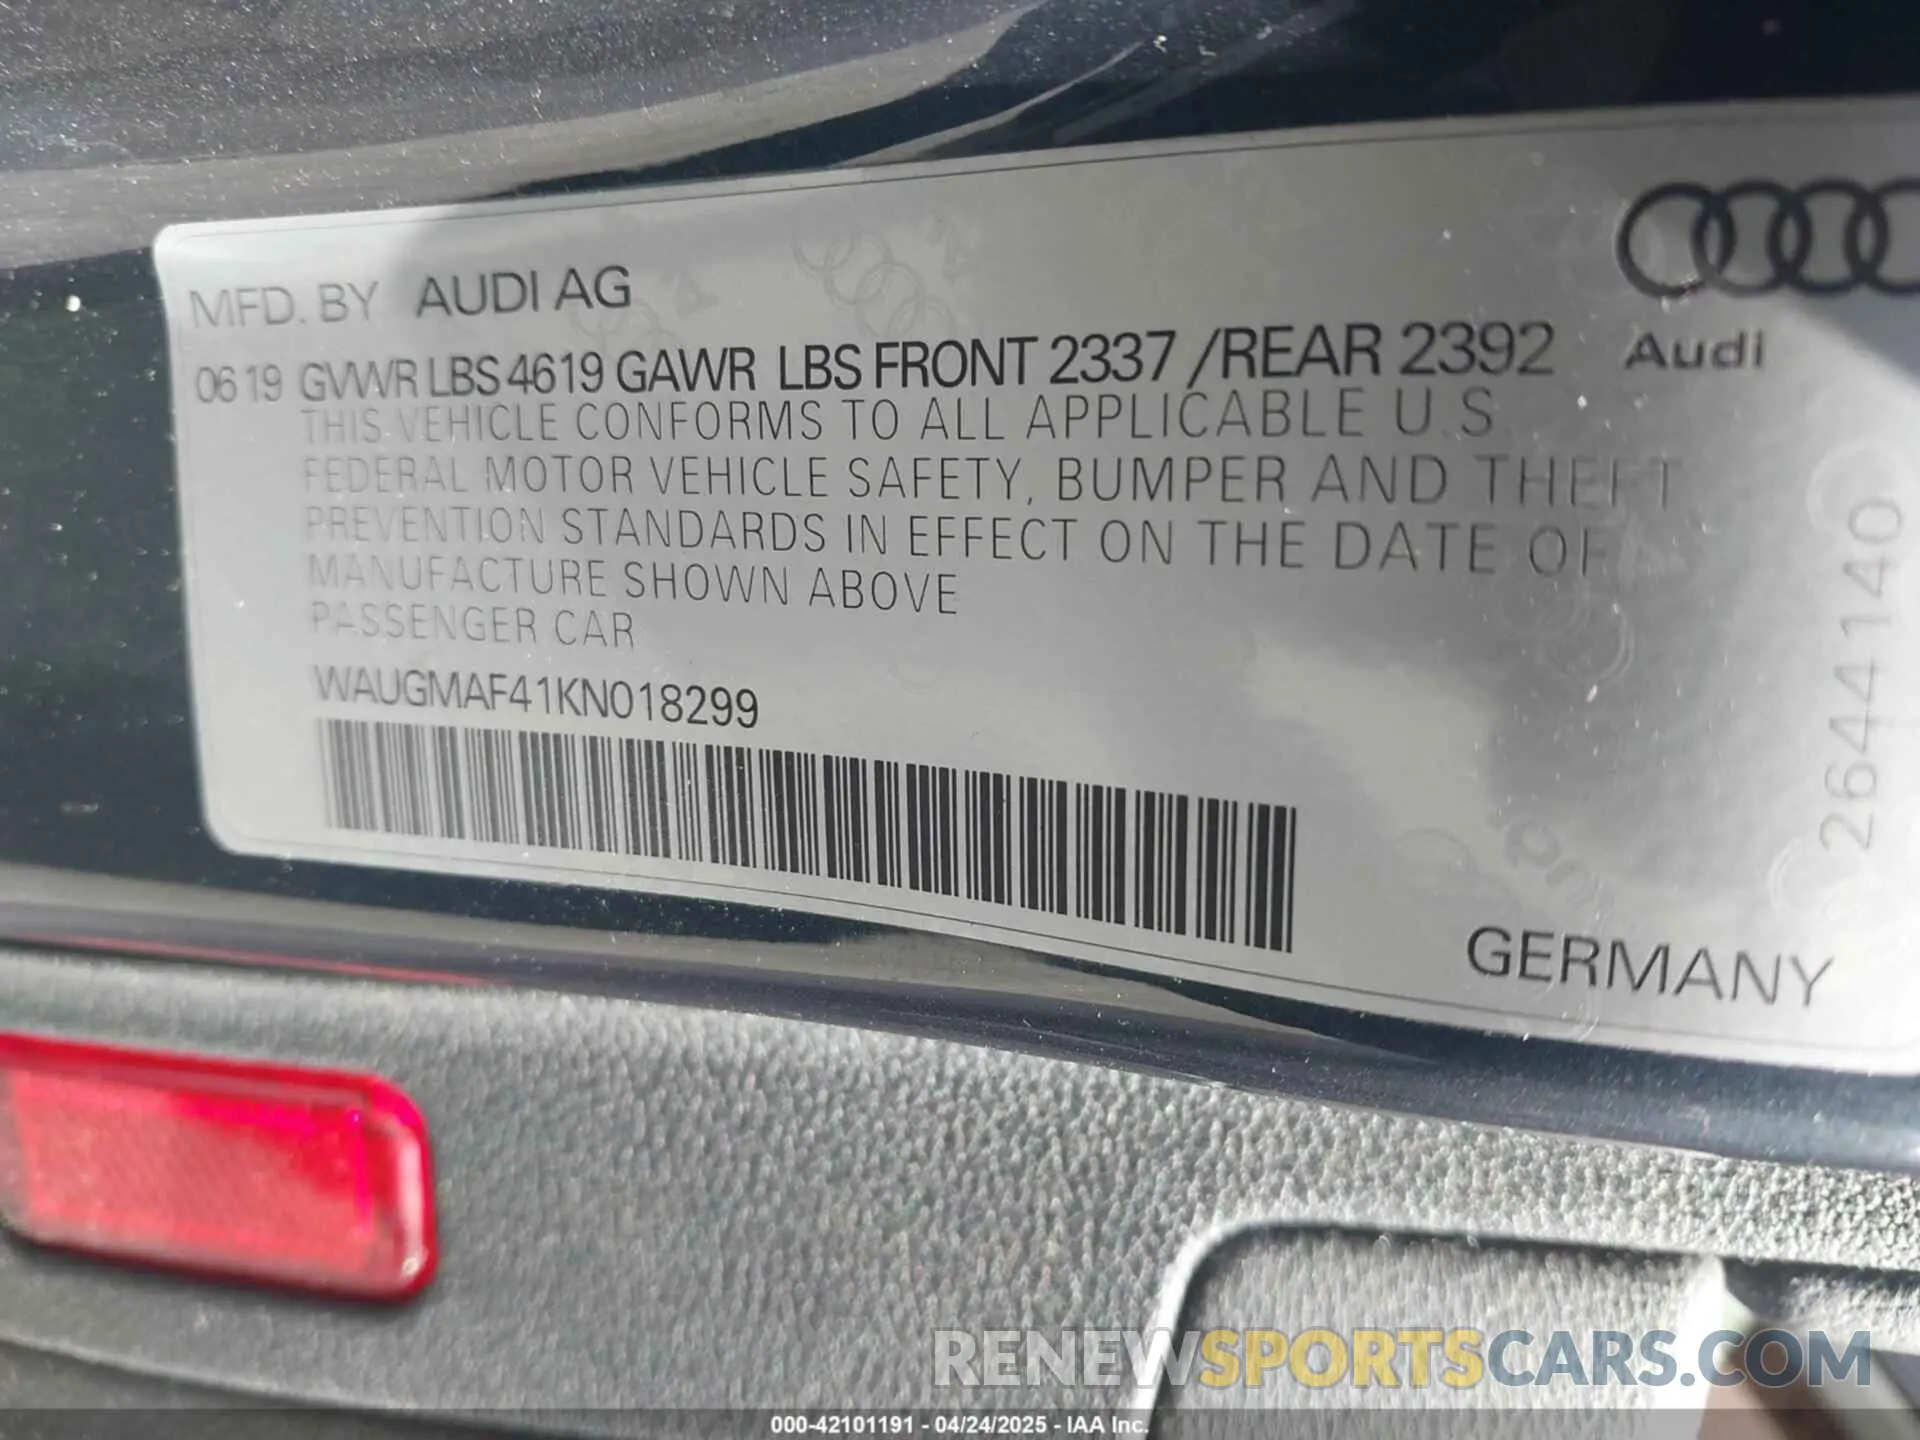 MFD. BY AUDI AG
Audi
06 19 GVWR LBS 4619 GAWR LBS FRONT 2337 /REAR 2392
THIS VEHICLE CONFORMS TO ALL APPLICABLE U.S.
FEDERAL MOTOR VEHICLE SAFETY, BUMPER AND THEFT
PREVENTION STANDARDS IN EFFECT ON THE DATE OF
MANUFACTURE SHOWN ABOVE
PASSENGER CAR
WAUGMAF41KN018299
2644140
GERMANY
RENEWSPORTSCARS.COM
000-42101191 - 04/24/2025 - IAA Inc.